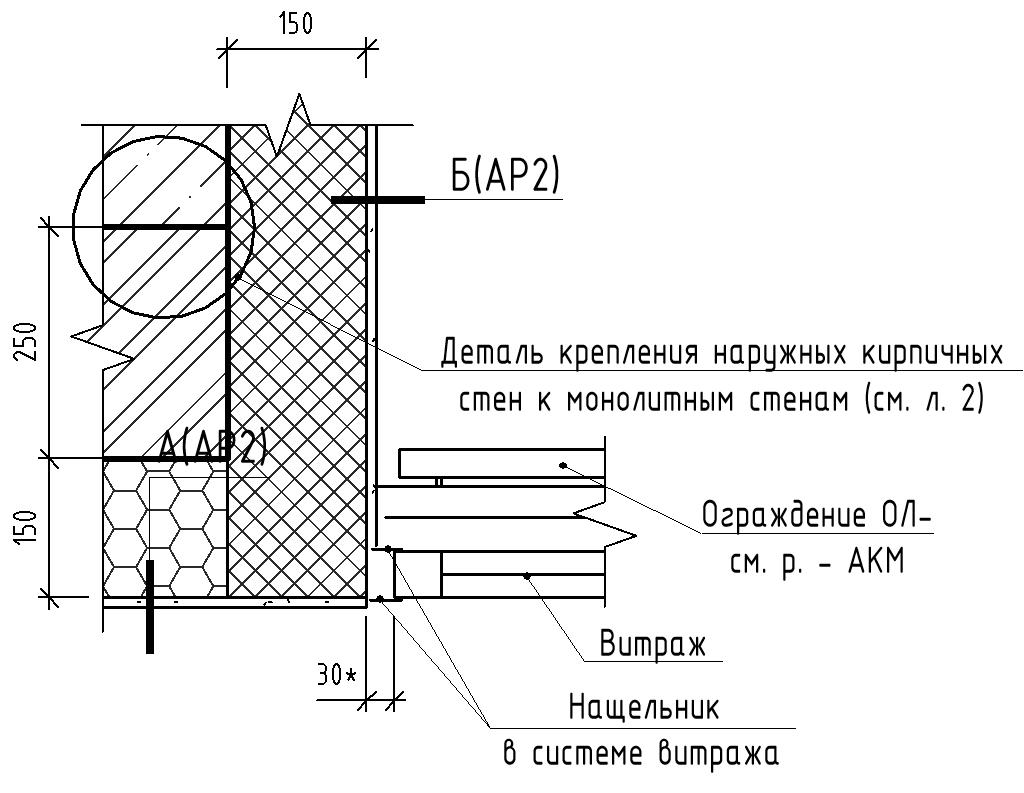 150
Б(АР2)
250
Деталь крепления наружных кирпичных
стен к монолитным стенам (см. л. 2)
А(АР2)
150
Ограждение ОЛ-
см. р. - АКМ
Витраж
30*
Нащельник
в системе витража